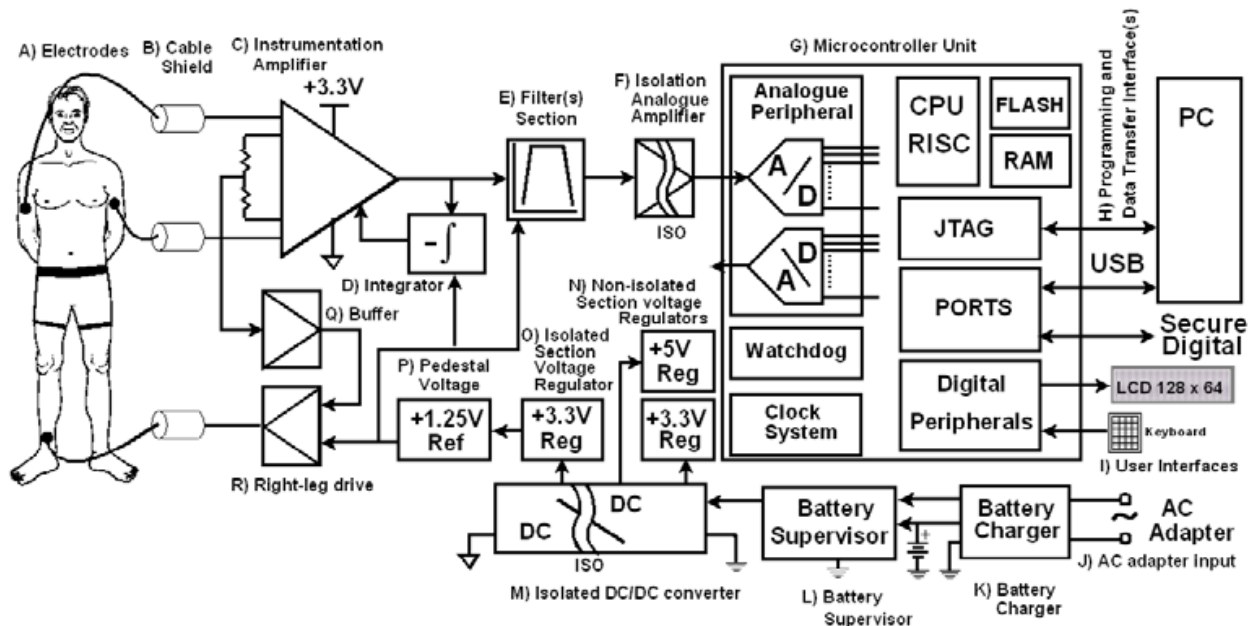 A) Electrodes
B) Cable
Shield
C) Instrumentation
Amplifier
+3.3V
E) Filter(s)
Section
F) Isolation
Analogue
Amplifier
ISO
G) Microcontroller Unit
Analogue
Peripheral
A/D
D/A
Watchdog
Clock
System
CPU
RISC
FLASH
RAM
JTAG
PORTS
Digital
Peripherals
H) Programming and
Data Transfer Interface(s)
PC
USB
Secure
Digital
LCD 128 x 64
Keyboard
I) User Interfaces
-∫
D) Integrator
Q) Buffer
N) Non-isolated
Section voltage
Regulators
+5V
Reg
O) Isolated
Section
Voltage
Regulator
P) Pedestal
Voltage
+1.25V
Ref
+3.3V
Reg
+3.3V
Reg
R) Right-leg drive
DC
DC
ISO
M) Isolated DC/DC converter
Battery
Supervisor
L) Battery
Supervisor
+
Battery
Charger
K) Battery
Charger
AC
~
Adapter
J) AC adapter Input